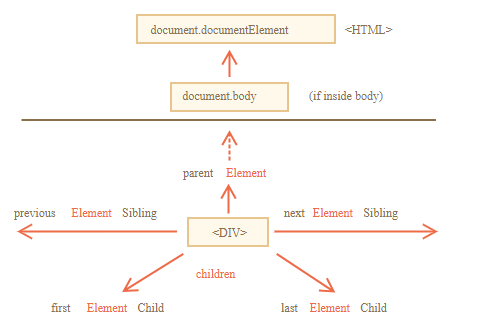 document.documentElement <HTML>
document.body (if inside body)
parent Element
previous Element Sibling next Element Sibling
<DIV>
children
first Element Child last Element Child